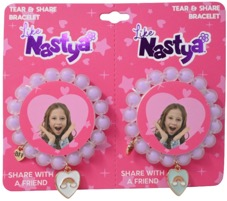 TEAR & SHARE
BRACELET
Like
Nastya
SHARE WITH
A FRIEND
TEAR & SHARE
BRACELET
Like
Nastya
SHARE WITH
A FRIEND